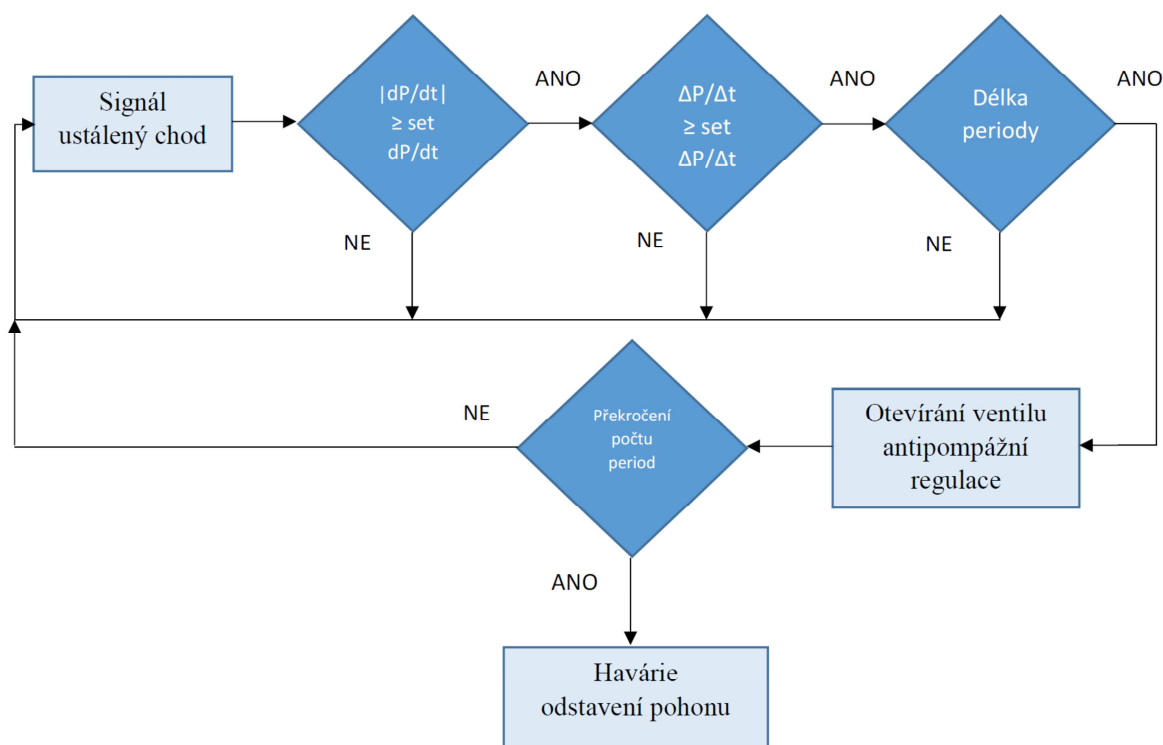 Signál
ustálený chod
|dP/dt|
≥ set
dP/dt
ANO
NE
ΔP/Δt
≥ set
ΔP/Δt
ANO
NE
Délka
periody
ANO
NE
Otevírání ventilu
antipompážní
regulace
Překročení
počtu
period
NE
ANO
Havárie
odstavení pohonu